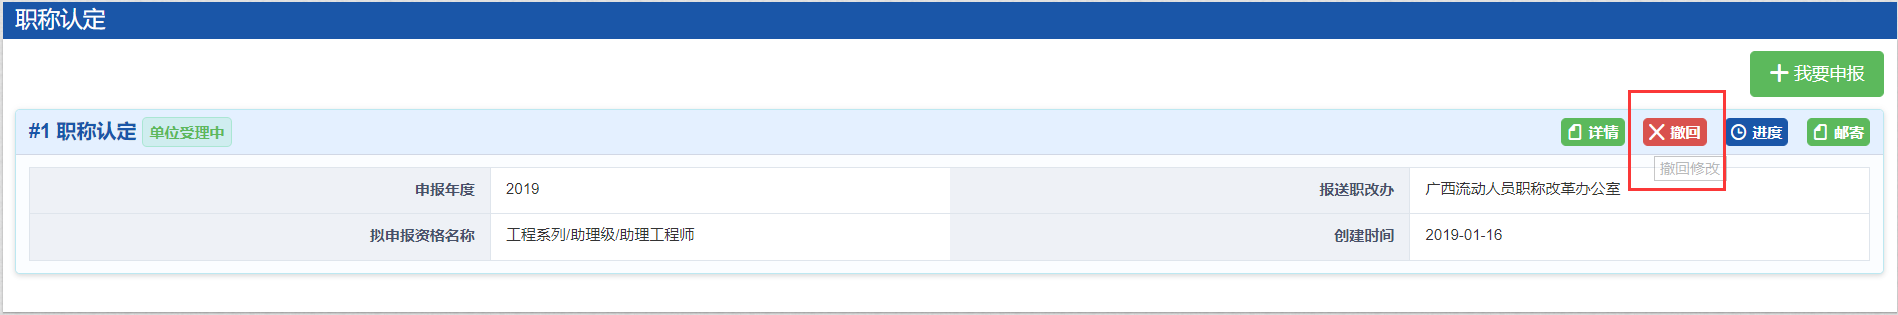 职称认定
我要申报
#1 职称认定 单位受理中 详情 撤回 进度 邮寄
撤回修改
申报年度 2019 报送职改办 广西流动人员职称改革办公室
拟申报资格名称 工程系列/助理级/助理工程师 创建时间 2019-01-16